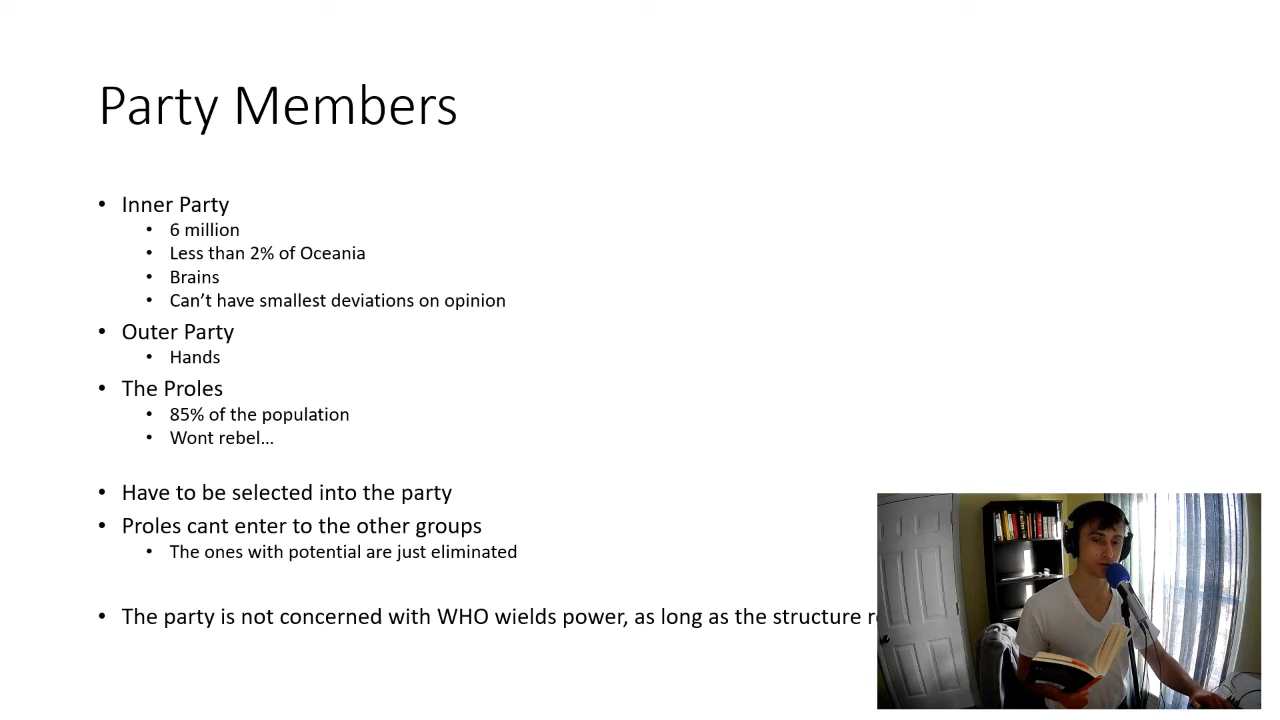 Party Members
• Inner Party
• 6 million
• Less than 2% of Oceania
• Brains
• Can’t have smallest deviations on opinion
• Outer Party
• Hands
• The Proles
• 85% of the population
• Wont rebel...
• Have to be selected into the party
• Proles cant enter to the other groups
• The ones with potential are just eliminated
• The party is not concerned with WHO wields power, as long as the structure